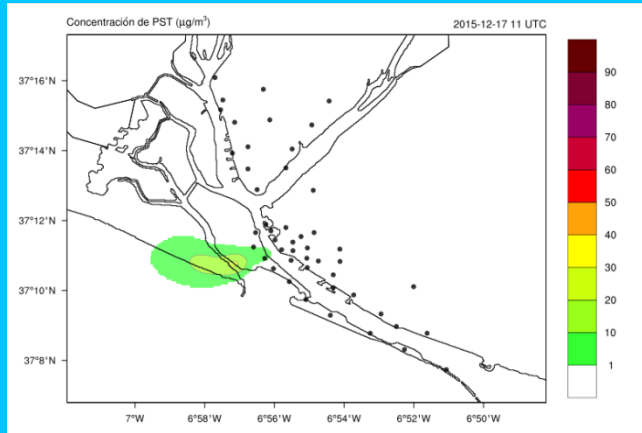 Concentración de PST (µg/m³) 2015-12-17 11 UTC
37°16'N
37°14'N
37°12'N
37°10'N
37°8'N
7°W 6°58'W 6°56'W 6°54'W 6°52'W 6°50'W
90
80
70
60
50
40
30
20
10
1